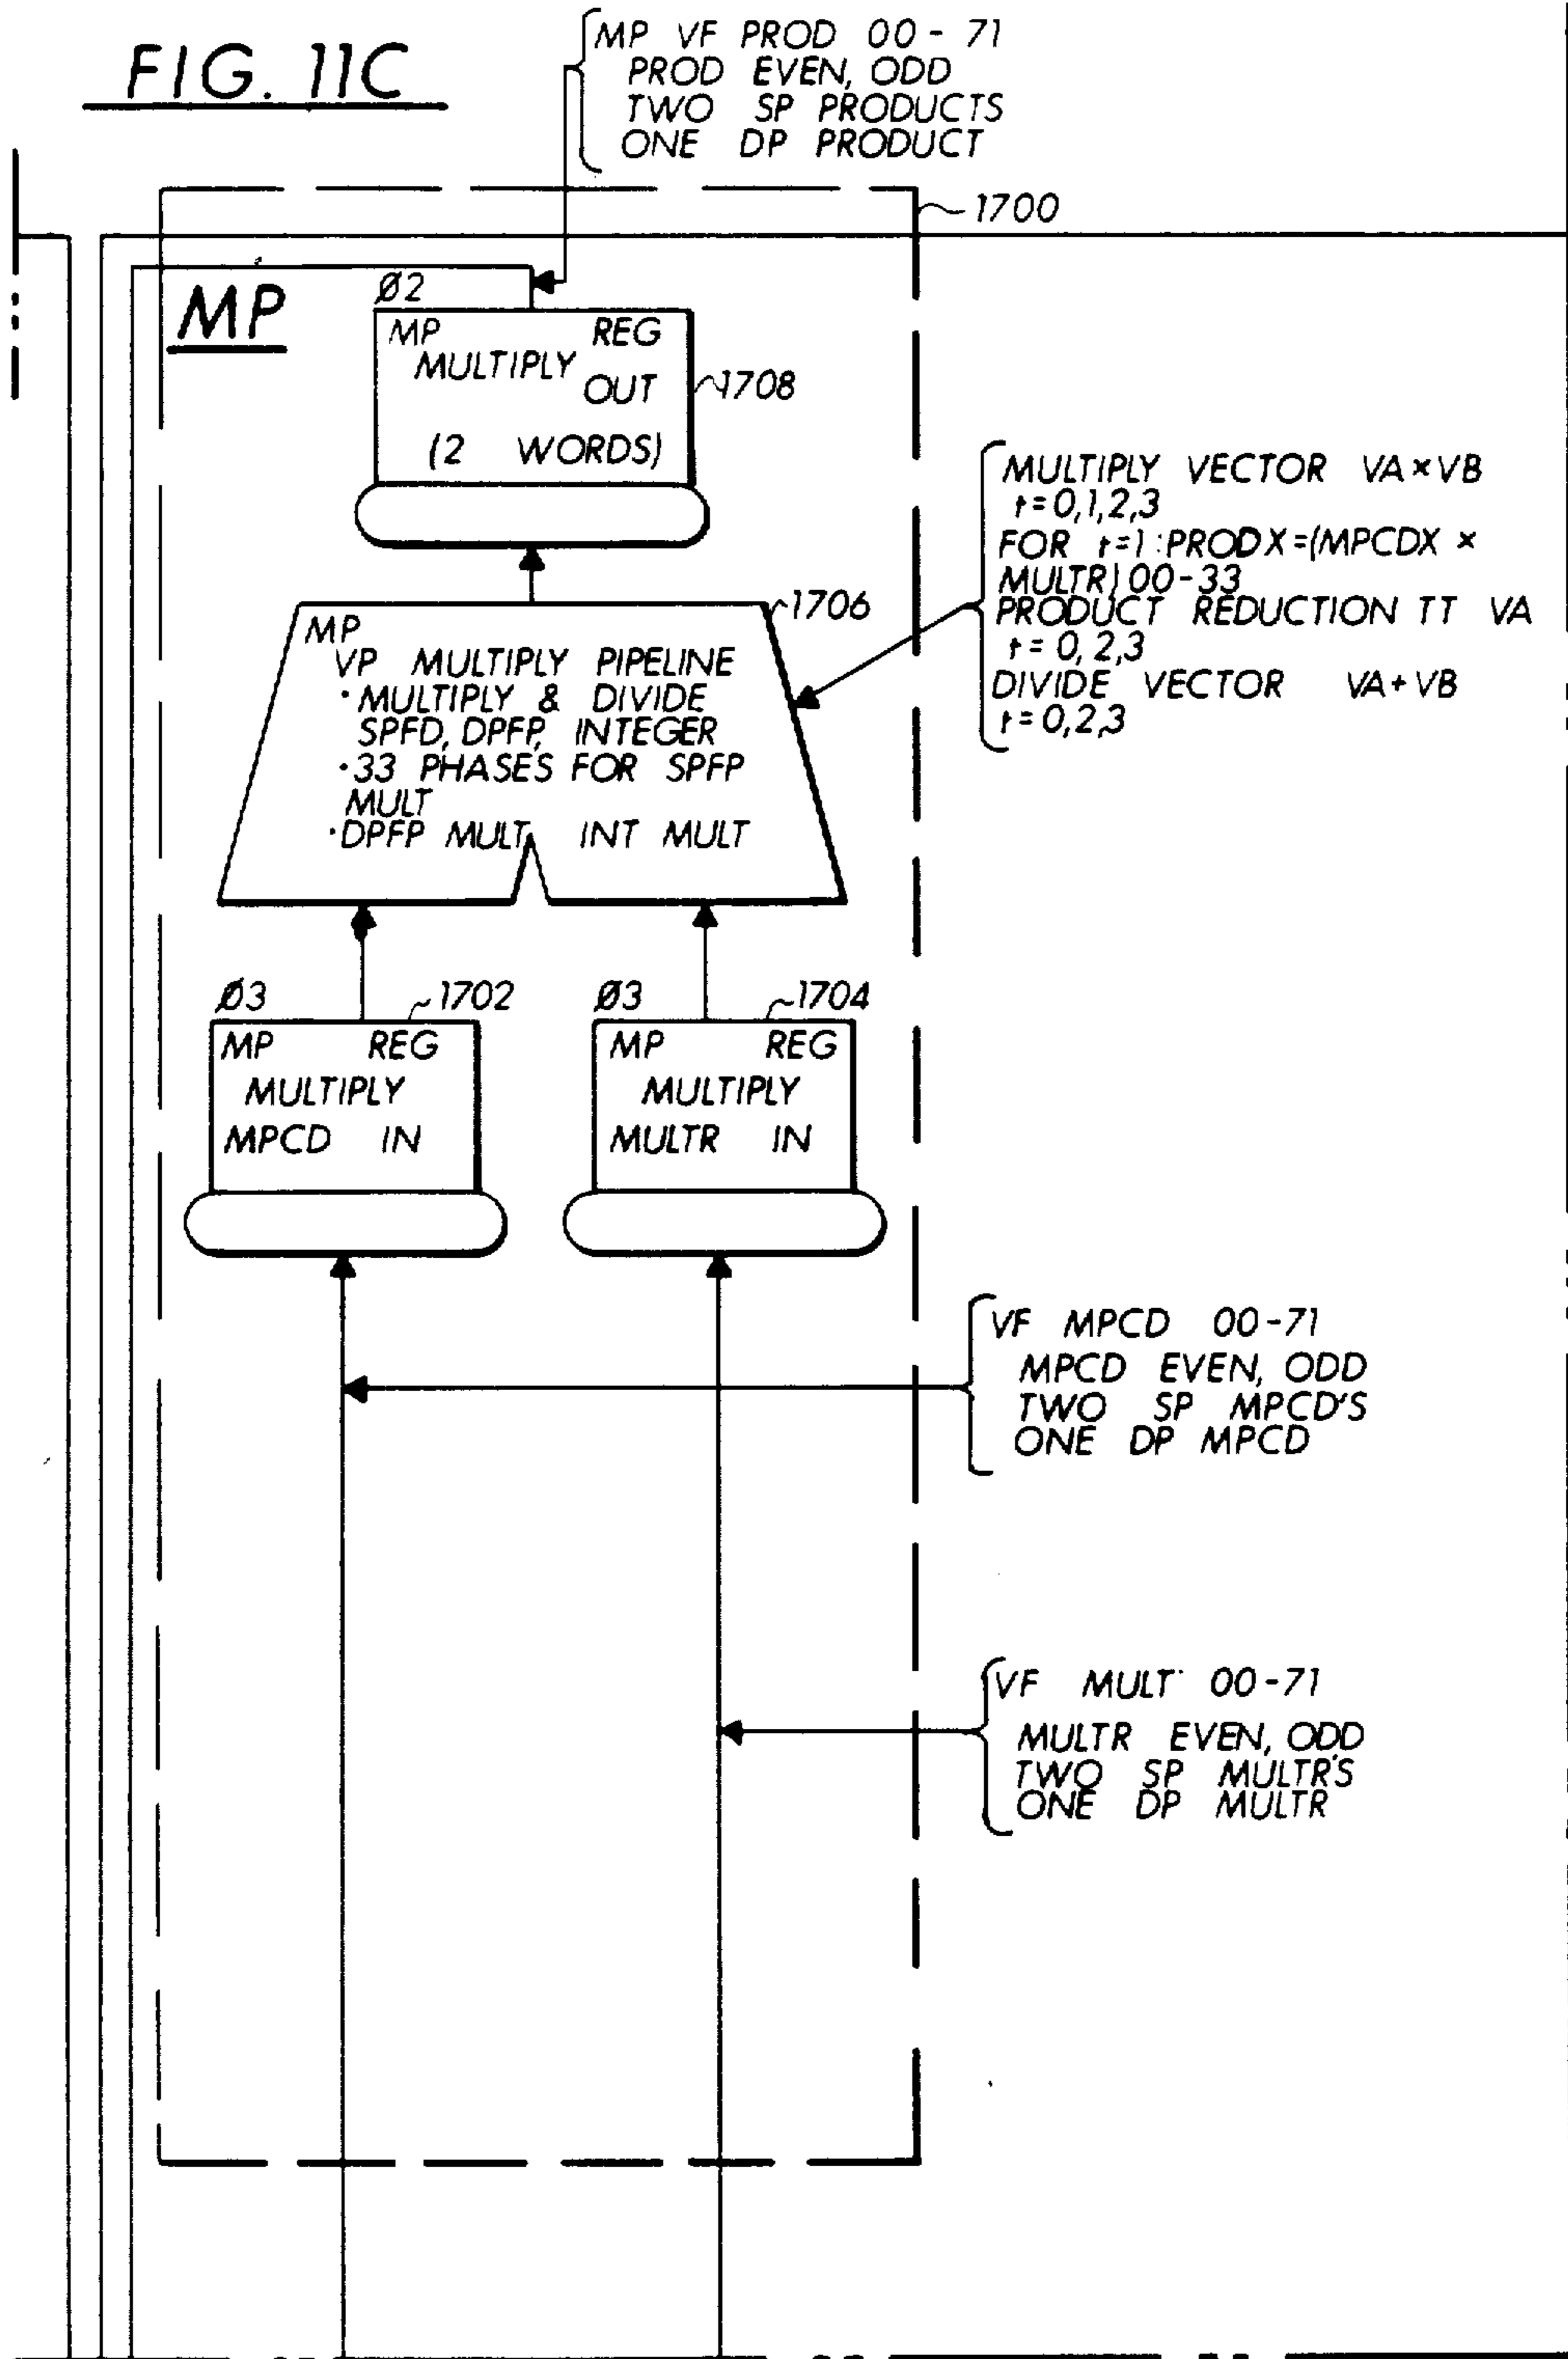 FIG. 11C
MP VF PROD 00-71
PROD EVEN, ODD
TWO SP PRODUCTS
ONE DP PRODUCT
1700
MP
Ø2
MP REG
MULTIPLY
OUT
(2 WORDS)
1708
MULTIPLY VECTOR VA×VB
t=0,1,2,3
FOR t=1:PRODX=(MPCDX ×
MULTR)00-33
PRODUCT REDUCTION TT VA
t=0,2,3
DIVIDE VECTOR VA+VB
t=0,2,3
1706
MP
VP MULTIPLY PIPELINE
·MULTIPLY & DIVIDE
SPFD, DPFP, INTEGER
·33 PHASES FOR SPFP
MULT
·DPFP MULT, INT MULT
Ø3
1702
MP REG
MULTIPLY
MPCD IN
Ø3
1704
MP REG
MULTIPLY
MULTR IN
VF MPCD 00-71
MPCD EVEN, ODD
TWO SP MPCD'S
ONE DP MPCD
VF MULT 00-71
MULTR EVEN, ODD
TWO SP MULTR'S
ONE DP MULTR